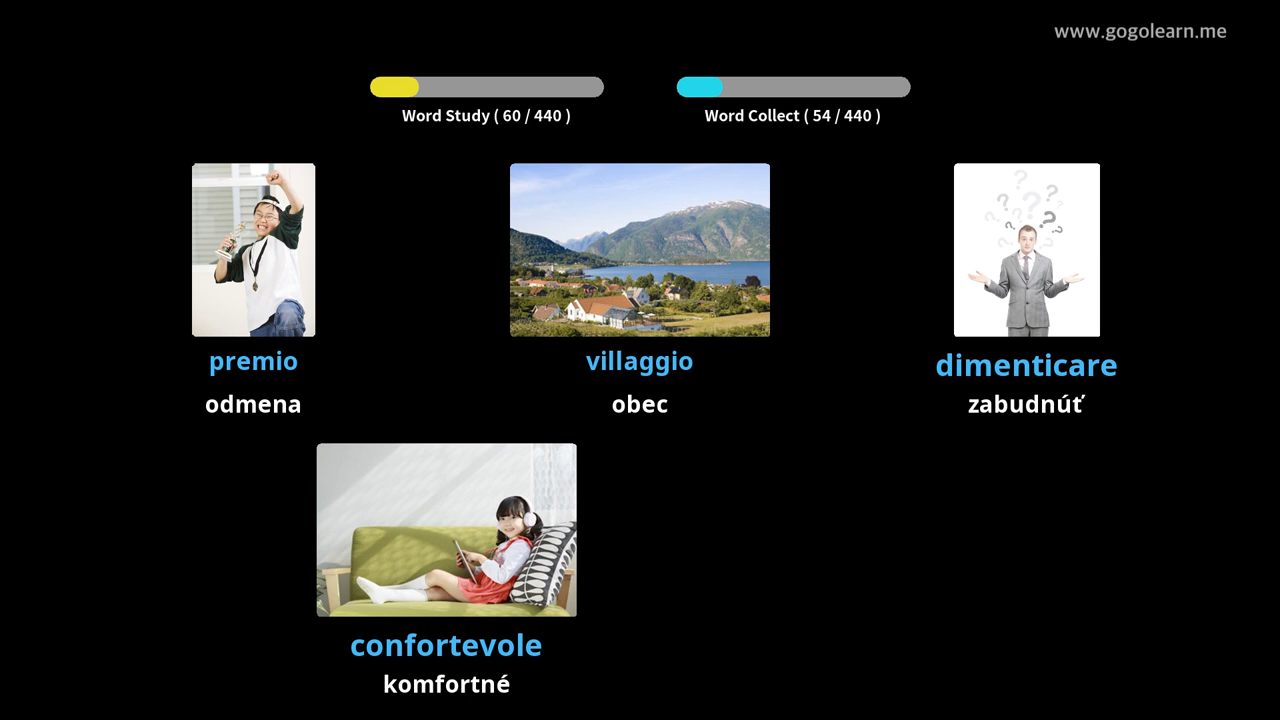 www.gogolearn.me
Word Study ( 60 / 440 )
Word Collect ( 54 / 440 )
premio
odmena
villaggio
obec
dimenticare
zabudnúť
confortevole
komfortné